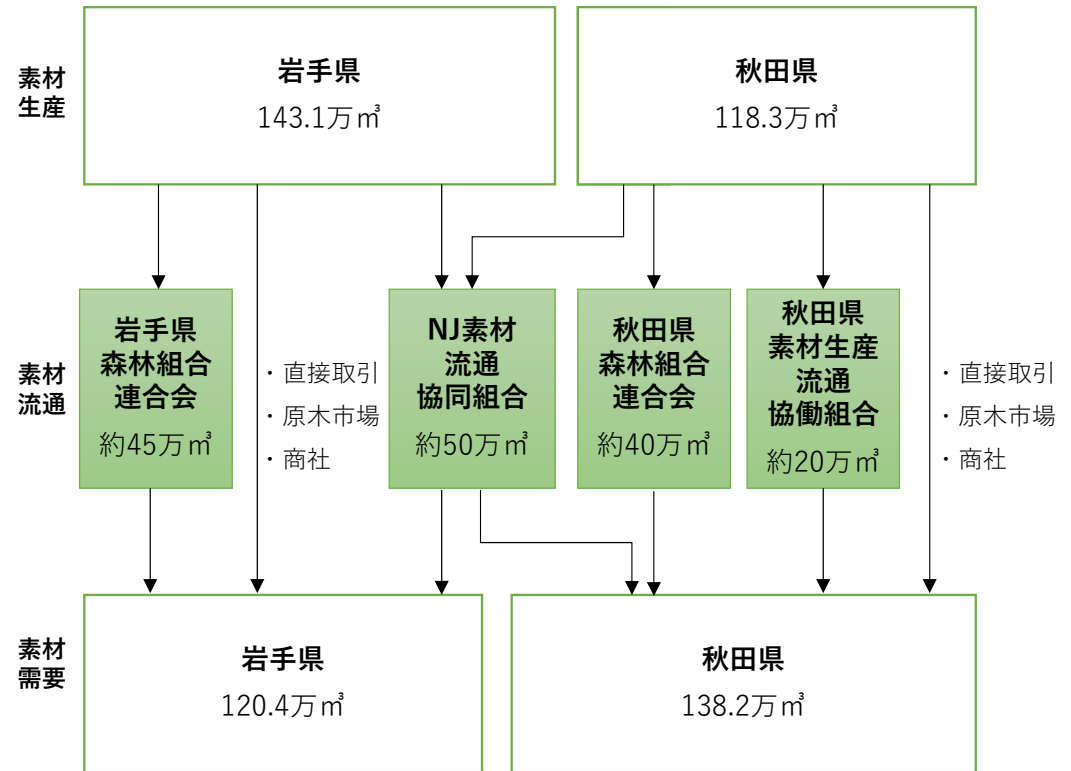 素材
生産
岩手県
143.1万㎥
秋田県
118.3万㎥
素材
流通
岩手県
森林組合
連合会
約45万㎥
・直接取引
・原木市場
・商社
NJ素材
流通
協同組合
約50万㎥
秋田県
森林組合
連合会
約40万㎥
秋田県
素材生産
流通
協働組合
約20万㎥
・直接取引
・原木市場
・商社
素材
需要
岩手県
120.4万㎥
秋田県
138.2万㎥